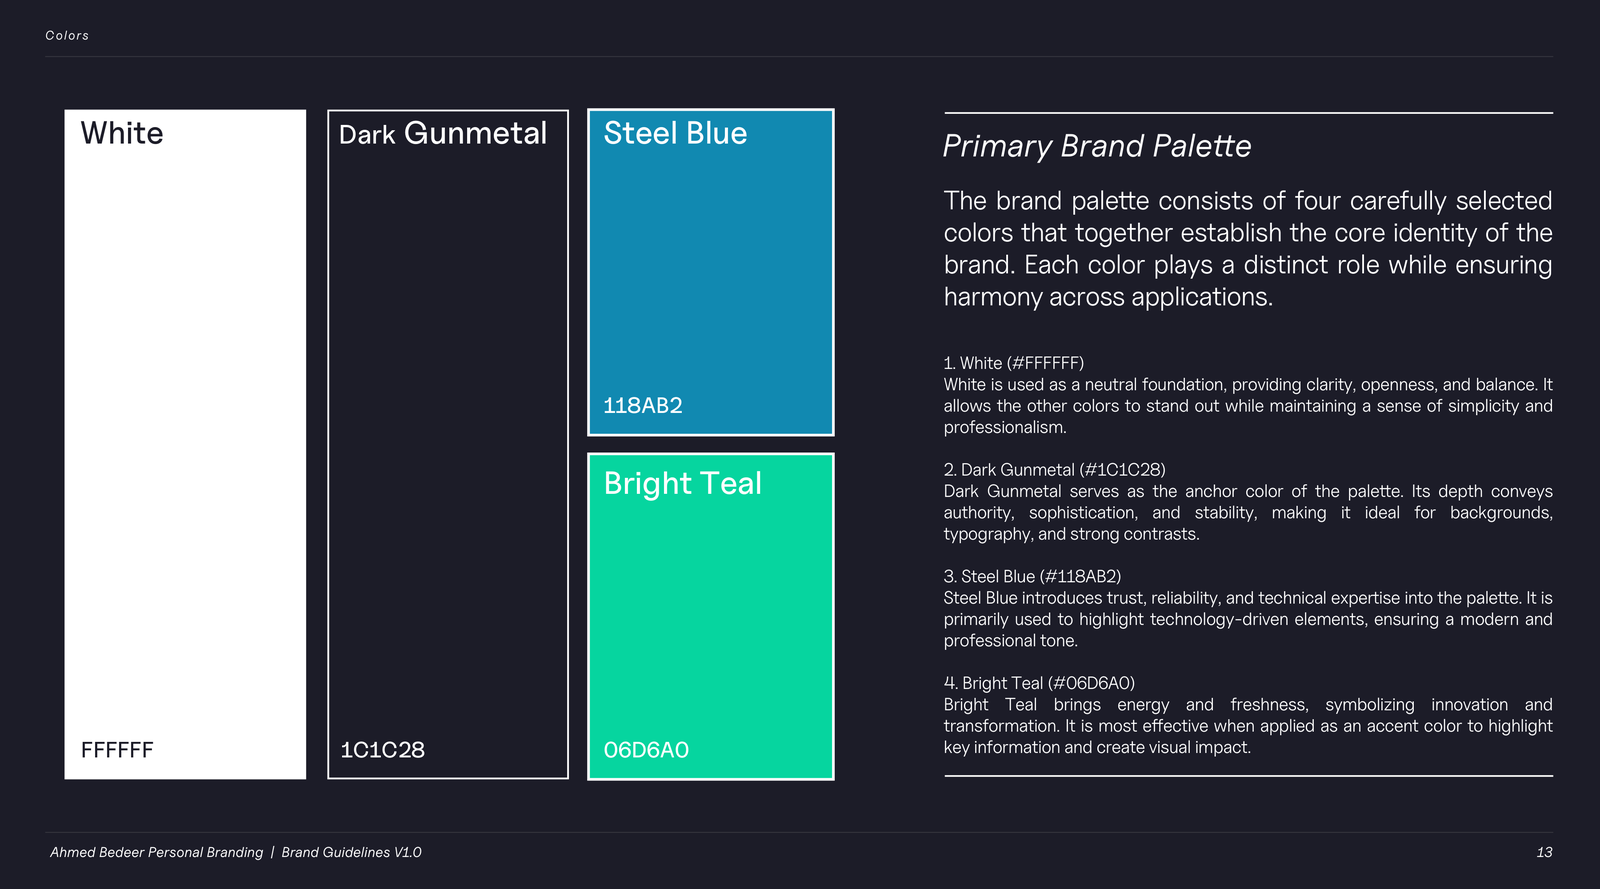 Colors
White
FFFFFF
Dark Gunmetal
1C1C28
Steel Blue
118AB2
Bright Teal
06D6A0
Primary Brand Palette
The brand palette consists of four carefully selected
colors that together establish the core identity of the
brand. Each color plays a distinct role while ensuring
harmony across applications.
1. White (#FFFFFF)
White is used as a neutral foundation, providing clarity, openness, and balance. It
allows the other colors to stand out while maintaining a sense of simplicity and
professionalism.
2. Dark Gunmetal (#1C1C28)
Dark Gunmetal serves as the anchor color of the palette. Its depth conveys
authority, sophistication, and stability, making it ideal for backgrounds,
typography, and strong contrasts.
3. Steel Blue (#118AB2)
Steel Blue introduces trust, reliability, and technical expertise into the palette. It is
primarily used to highlight technology-driven elements, ensuring a modern and
professional tone.
4. Bright Teal (#06D6A0)
Bright Teal brings energy and freshness, symbolizing innovation and
transformation. It is most effective when applied as an accent color to highlight
key information and create visual impact.
Ahmed Bedeer Personal Branding | Brand Guidelines V1.0
13